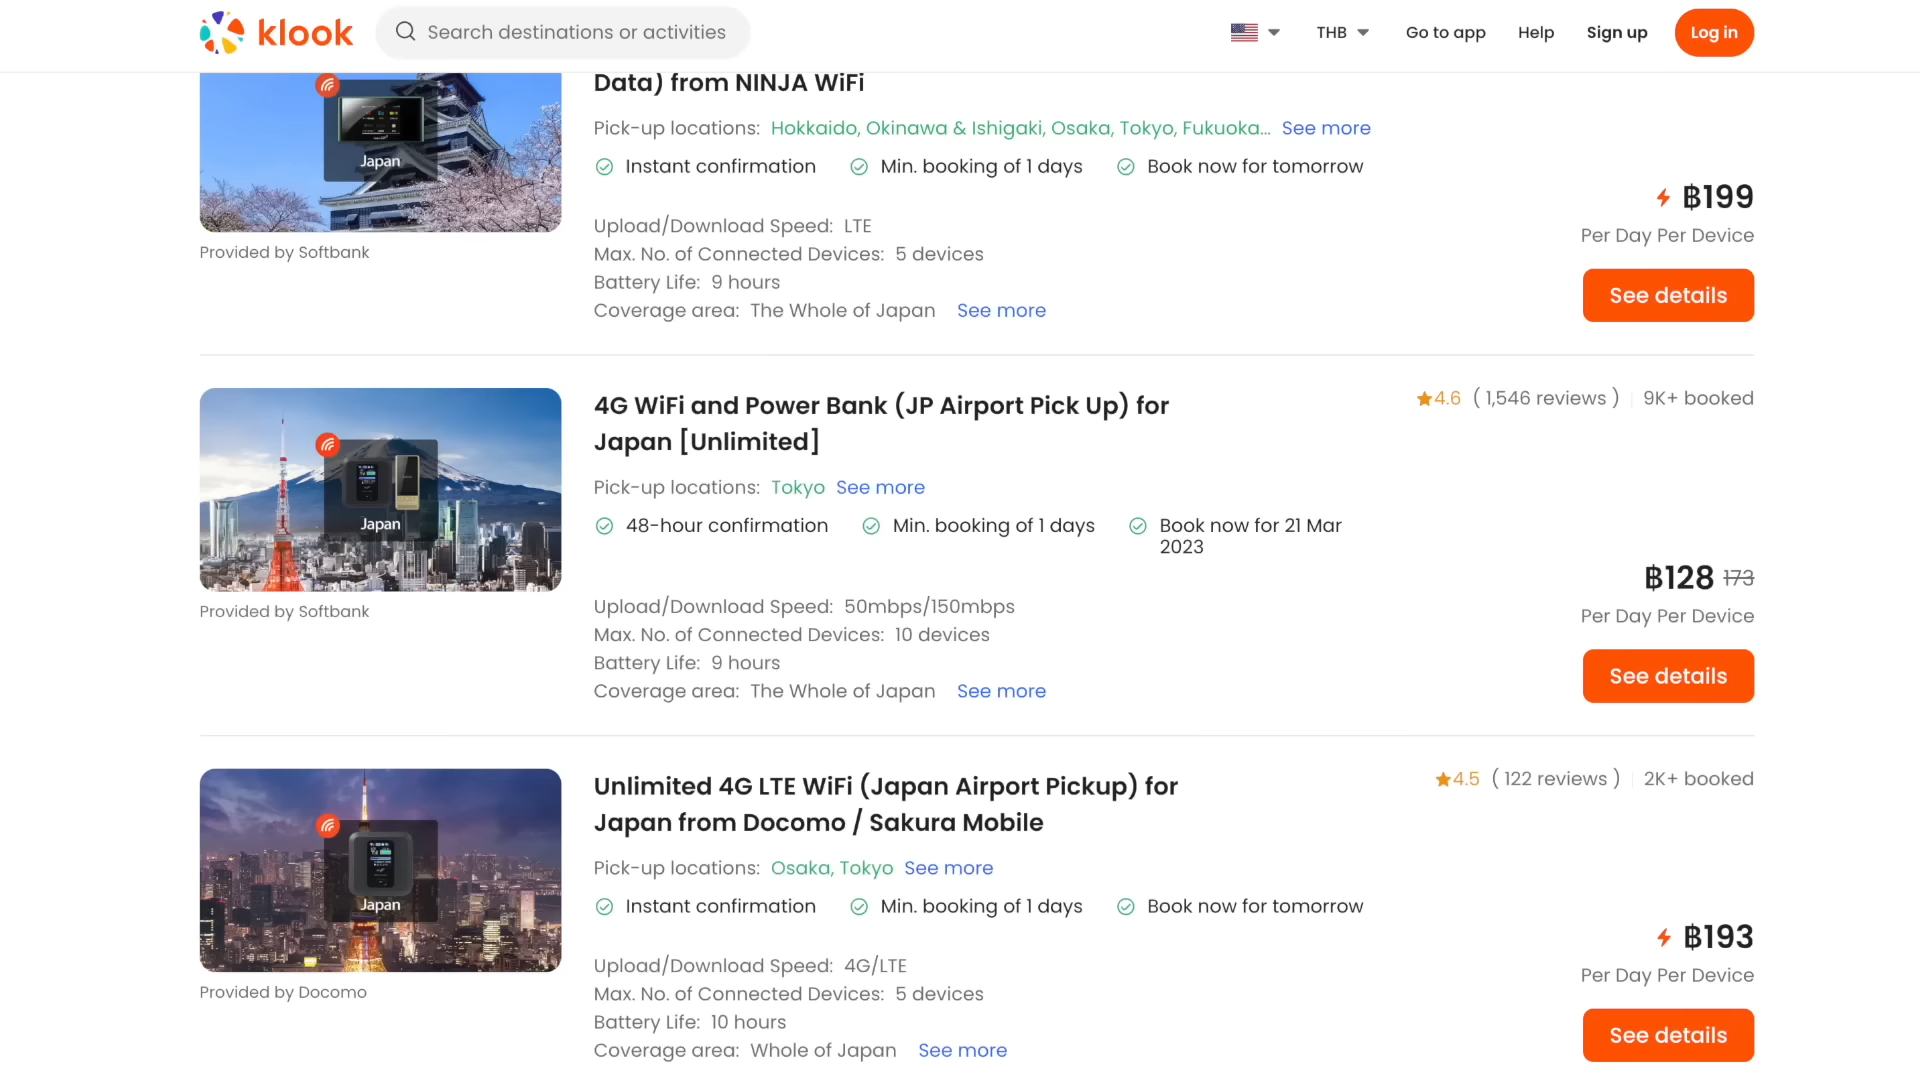 klook
Search destinations or activities
THB
Go to app
Help
Sign up
Log in
Data) from NINJA WiFi
Pick-up locations: Hokkaido, Okinawa & Ishigaki, Osaka, Tokyo, Fukuoka... See more
Instant confirmation
Min. booking of 1 days
Book now for tomorrow
Japan
฿199
Per Day Per Device
Upload/Download Speed: LTE
Max. No. of Connected Devices: 5 devices
Battery Life: 9 hours
Coverage area: The Whole of Japan See more
See details
Provided by Softbank
4G WiFi and Power Bank (JP Airport Pick Up) for
Japan [Unlimited]
4.6 ( 1,546 reviews ) 9K+ booked
Pick-up locations: Tokyo See more
48-hour confirmation
Min. booking of 1 days
Book now for 21 Mar
2023
Japan
฿128 173
Per Day Per Device
Upload/Download Speed: 50mbps/150mbps
Max. No. of Connected Devices: 10 devices
Battery Life: 9 hours
Coverage area: The Whole of Japan See more
See details
Provided by Softbank
Unlimited 4G LTE WiFi (Japan Airport Pickup) for
Japan from Docomo / Sakura Mobile
4.5 ( 122 reviews ) 2K+ booked
Pick-up locations: Osaka, Tokyo See more
Instant confirmation
Min. booking of 1 days
Book now for tomorrow
Japan
฿193
Per Day Per Device
Upload/Download Speed: 4G/LTE
Max. No. of Connected Devices: 5 devices
Battery Life: 10 hours
Coverage area: Whole of Japan See more
See details
Provided by Docomo